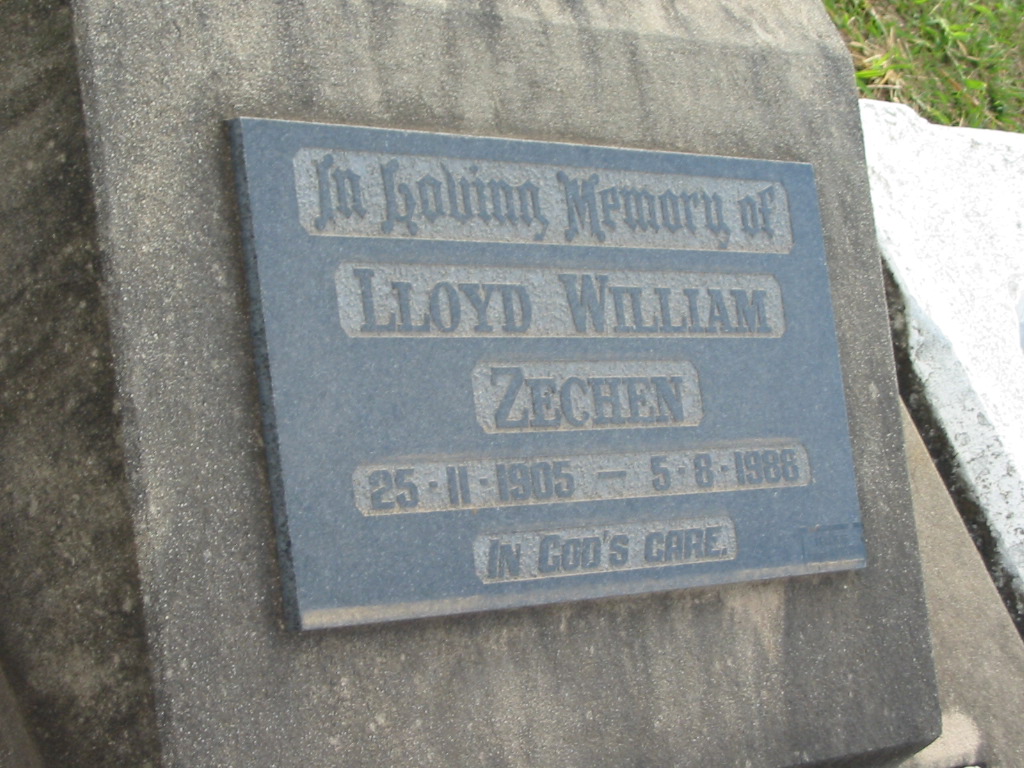 In Loving Memory of
LLOYD WILLIAM
ZECHEN
25·11·1905 — 5·8·1988
IN GOD'S CARE.